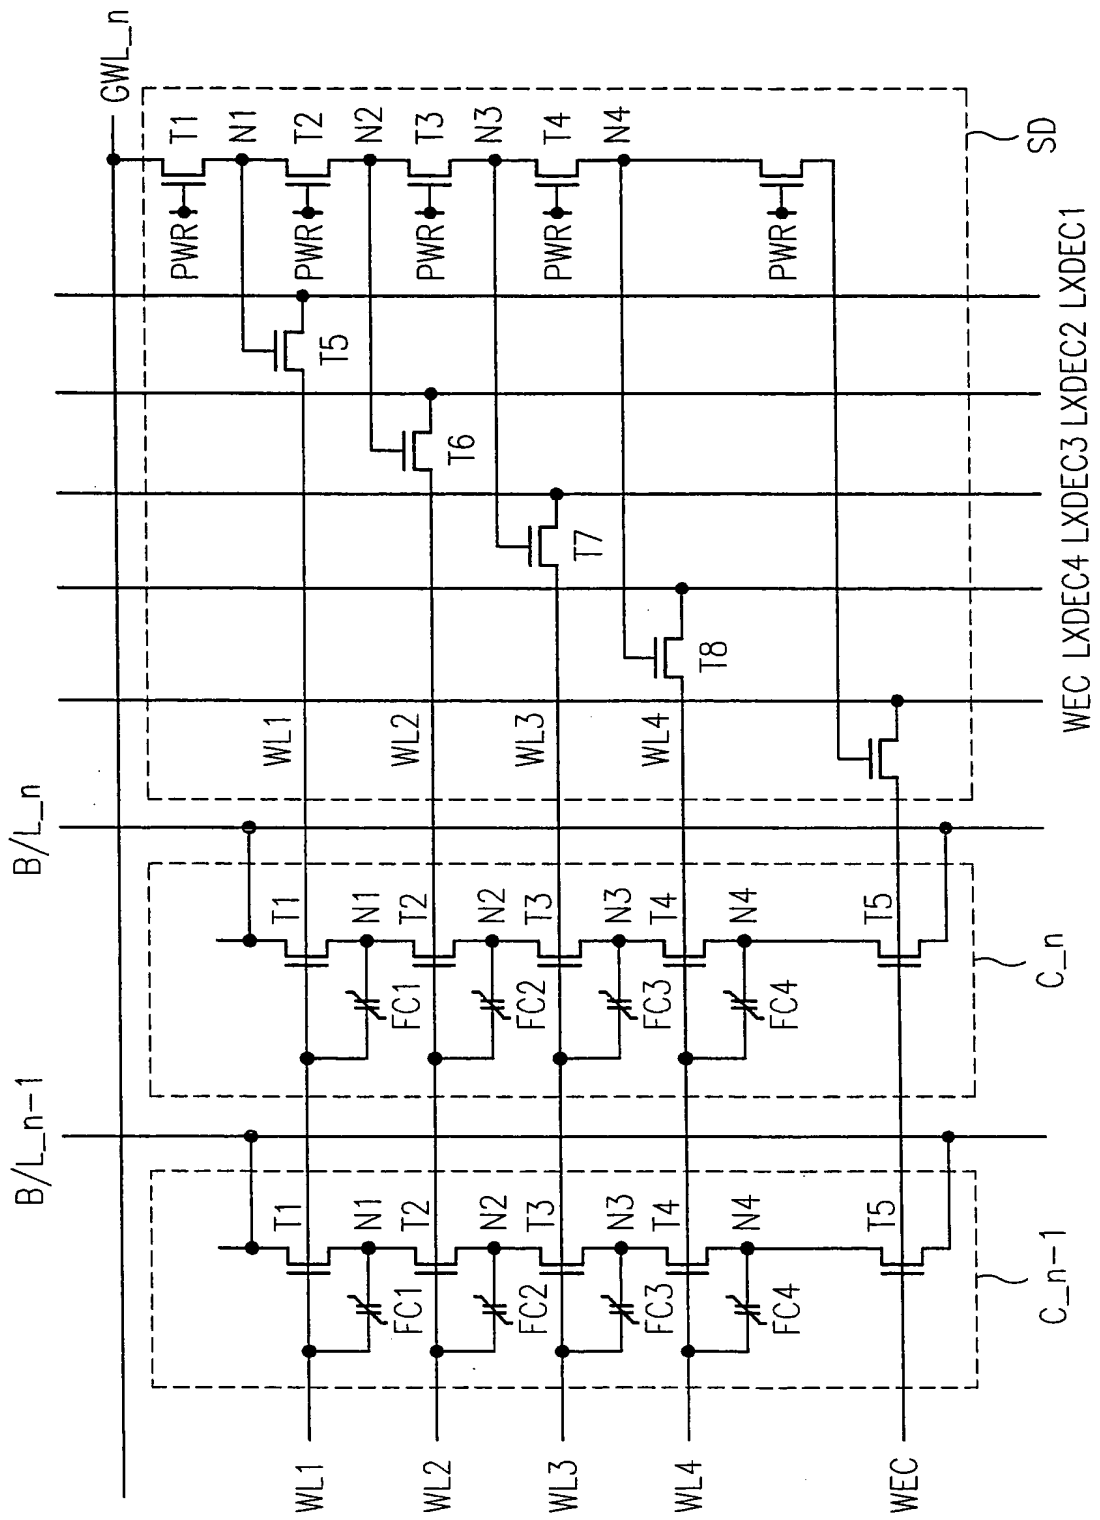 GWL_n
T1
N1
T2
N2
T3
N3
T4
N4
PWR
PWR
PWR
PWR
PWR
SD
T5
T6
T7
T8
WL1
WL2
WL3
WL4
WEC LXDEC4 LXDEC3 LXDEC2 LXDEC1
B/L_n
T1
N1
T2
N2
T3
N3
T4
N4
T5
FC1
FC2
FC3
FC4
C_n
B/L_n-1
T1
N1
T2
N2
T3
N3
T4
N4
T5
FC1
FC2
FC3
FC4
C_n-1
WL1
WL2
WL3
WL4
WEC